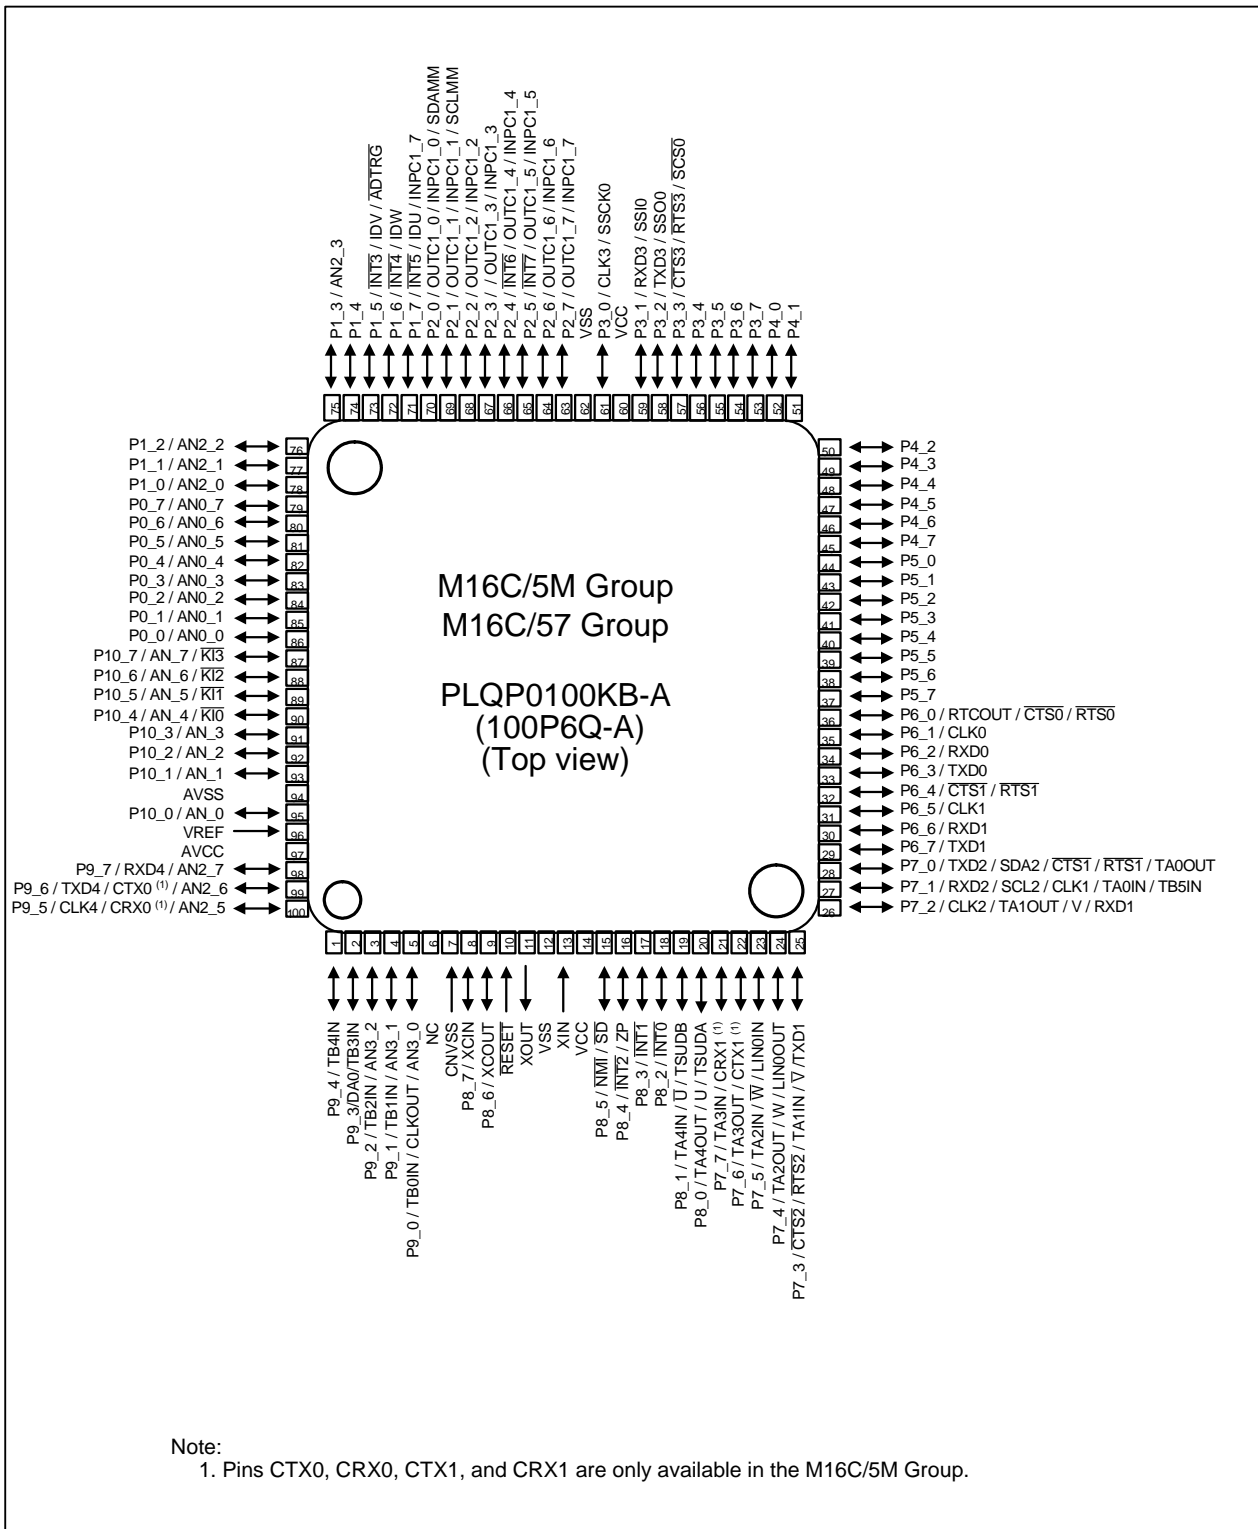 P1_3 / AN2_3
P1_4
P1_5 / INT3 / IDV / ADTRG
P1_6 / INT4 / IDW
P1_7 / INT5 / IDU / INPC1_7
P2_0 / OUTC1_0 / INPC1_0 / SDAMM
P2_1 / OUTC1_1 / INPC1_1 / SCLMM
P2_2 / OUTC1_2 / INPC1_2
P2_3 / / OUTC1_3 / INPC1_3
P2_4 / INT6 / OUTC1_4 / INPC1_4
P2_5 / INT7 / OUTC1_5 / INPC1_5
P2_6 / OUTC1_6 / INPC1_6
P2_7 / OUTC1_7 / INPC1_7
VSS
P3_0 / CLK3 / SSCK0
VCC
P3_1 / RXD3 / SSI0
P3_2 / TXD3 / SSO0
P3_3 / CTS3 / RTS3 / SCS0
P3_4
P3_5
P3_6
P3_7
P4_0
P4_1
75
74
73
72
71
70
69
68
67
66
65
64
63
62
61
60
59
58
57
56
55
54
53
52
51
P1_2 / AN2_2 76
P1_1 / AN2_1 77
P1_0 / AN2_0 78
P0_7 / AN0_7 79
P0_6 / AN0_6 80
P0_5 / AN0_5 81
P0_4 / AN0_4 82
P0_3 / AN0_3 83
P0_2 / AN0_2 84
P0_1 / AN0_1 85
P0_0 / AN0_0 86
P10_7 / AN_7 / KI3 87
P10_6 / AN_6 / KI2 88
P10_5 / AN_5 / KI1 89
P10_4 / AN_4 / KI0 90
P10_3 / AN_3 91
P10_2 / AN_2 92
P10_1 / AN_1 93
AVSS 94
P10_0 / AN_0 95
VREF 96
AVCC 97
P9_7 / RXD4 / AN2_7 98
P9_6 / TXD4 / CTX0 (1) / AN2_6 99
P9_5 / CLK4 / CRX0 (1) / AN2_5 100
M16C/5M Group
M16C/57 Group
PLQP0100KB-A
(100P6Q-A)
(Top view)
50 P4_2
49 P4_3
48 P4_4
47 P4_5
46 P4_6
45 P4_7
44 P5_0
43 P5_1
42 P5_2
41 P5_3
40 P5_4
39 P5_5
38 P5_6
37 P5_7
36 P6_0 / RTCOUT / CTS0 / RTS0
35 P6_1 / CLK0
34 P6_2 / RXD0
33 P6_3 / TXD0
32 P6_4 / CTS1 / RTS1
31 P6_5 / CLK1
30 P6_6 / RXD1
29 P6_7 / TXD1
28 P7_0 / TXD2 / SDA2 / CTS1 / RTS1 / TA0OUT
27 P7_1 / RXD2 / SCL2 / CLK1 / TA0IN / TB5IN
26 P7_2 / CLK2 / TA1OUT / V / RXD1
1
2
3
4
5
6
7
8
9
10
11
12
13
14
15
16
17
18
19
20
21
22
23
24
25
P9_4 / TB4IN
P9_3/DA0/TB3IN
P9_2 / TB2IN / AN3_2
P9_1 / TB1IN / AN3_1
P9_0 / TB0IN / CLKOUT / AN3_0
NC
CNVSS
P8_7 / XCIN
P8_6 / XCOUT
RESET
XOUT
VSS
XIN
VCC
P8_5 / NMI / SD
P8_4 / INT2 / ZP
P8_3 / INT1
P8_2 / INT0
P8_1 / TA4IN / U / TSUDB
P8_0 / TA4OUT / U / TSUDA
P7_7 / TA3IN / CRX1 (1)
P7_6 / TA3OUT / CTX1 (1)
P7_5 / TA2IN / W / LIN0IN
P7_4 / TA2OUT / W / LIN0OUT
P7_3 / CTS2 / RTS2 / TA1IN / V /TXD1
Note:
1. Pins CTX0, CRX0, CTX1, and CRX1 are only available in the M16C/5M Group.